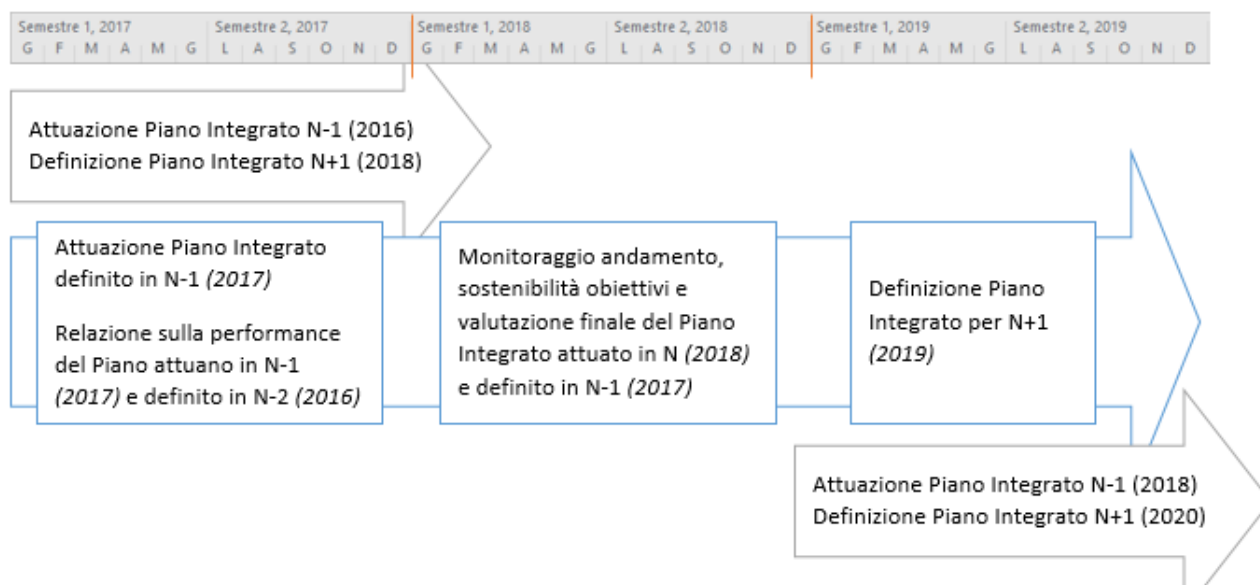 Semestre 1, 2017 Semestre 2, 2017 Semestre 1, 2018 Semestre 2, 2018 Semestre 1, 2019 Semestre 2, 2019
G F M A M G L A S O N D G F M A M G L A S O N D G F M A M G L A S O N D
Attuazione Piano Integrato N-1 (2016)
Definizione Piano Integrato N+1 (2018)
Attuazione Piano Integrato
definito in N-1 (2017)
Relazione sulla performance
del Piano attuano in N-1
(2017) e definito in N-2 (2016)
Monitoraggio andamento,
sostenibilità obiettivi e
valutazione finale del Piano
Integrato attuato in N (2018)
e definito in N-1 (2017)
Definizione Piano
Integrato per N+1
(2019)
Attuazione Piano Integrato N-1 (2018)
Definizione Piano Integrato N+1 (2020)